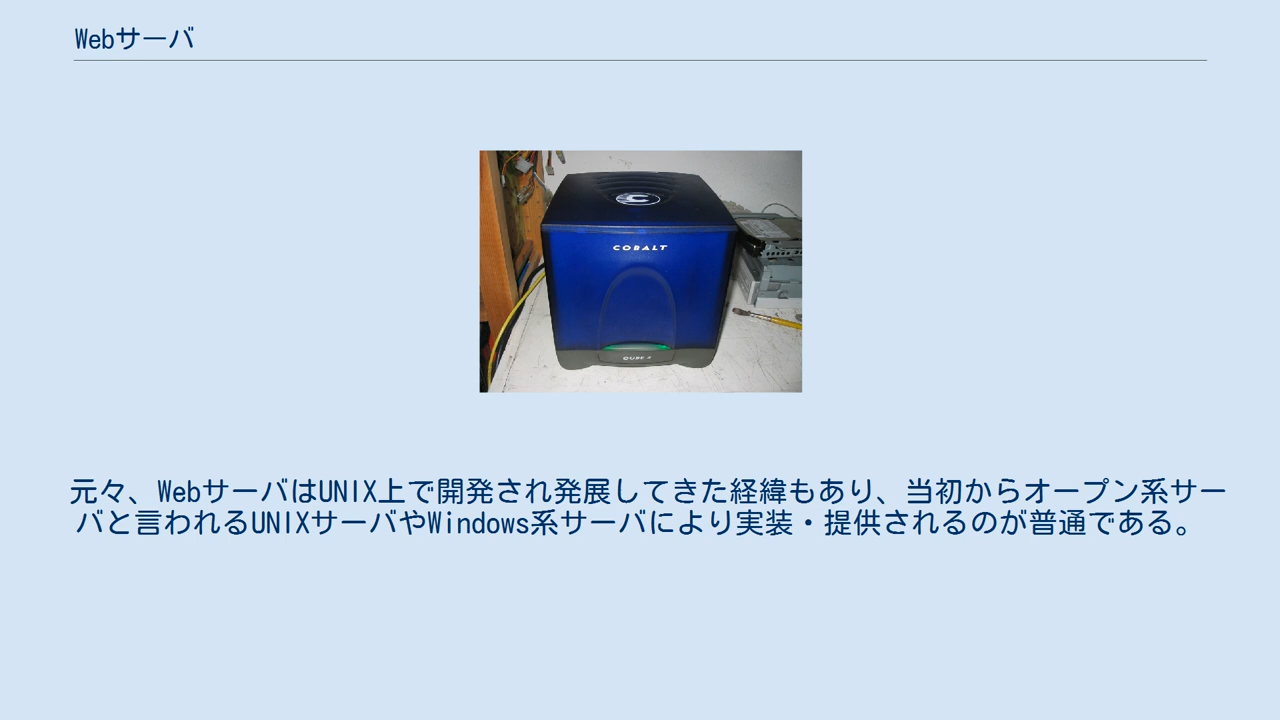 Webサーバ
COBALT
QUBE 3
元々、WebサーバはUNIX上で開発され発展してきた経緯もあり、当初からオープン系サー
バと言われるUNIXサーバやWindows系サーバにより実装・提供されるのが普通である。